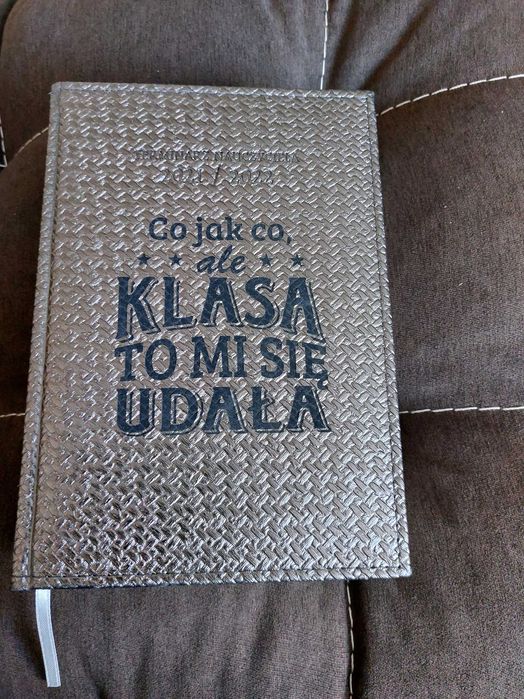 TERMINARZ NAUCZYCIELA
2021 / 2022
Co jak co,
ale
KLASA
TO MI SIĘ
UDAŁA